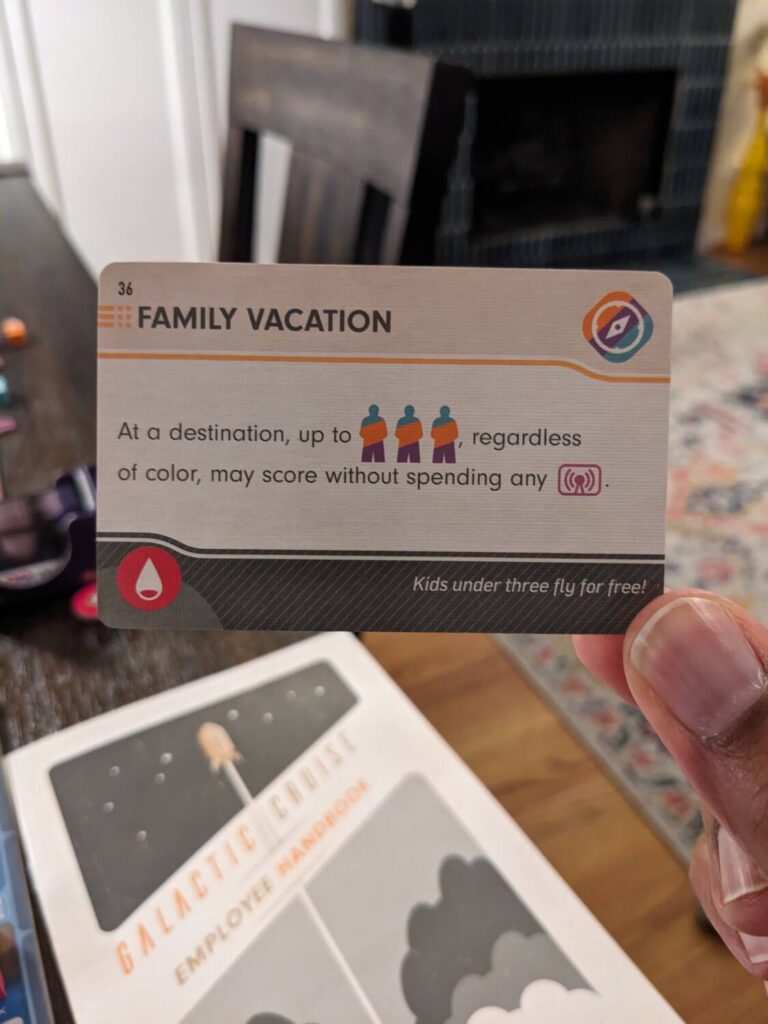 36
FAMILY VACATION
At a destination, up to , regardless
of color, may score without spending any .
Kids under three fly for free!
GALACTIC CRUISE
EMPLOYEE HANDBOOK